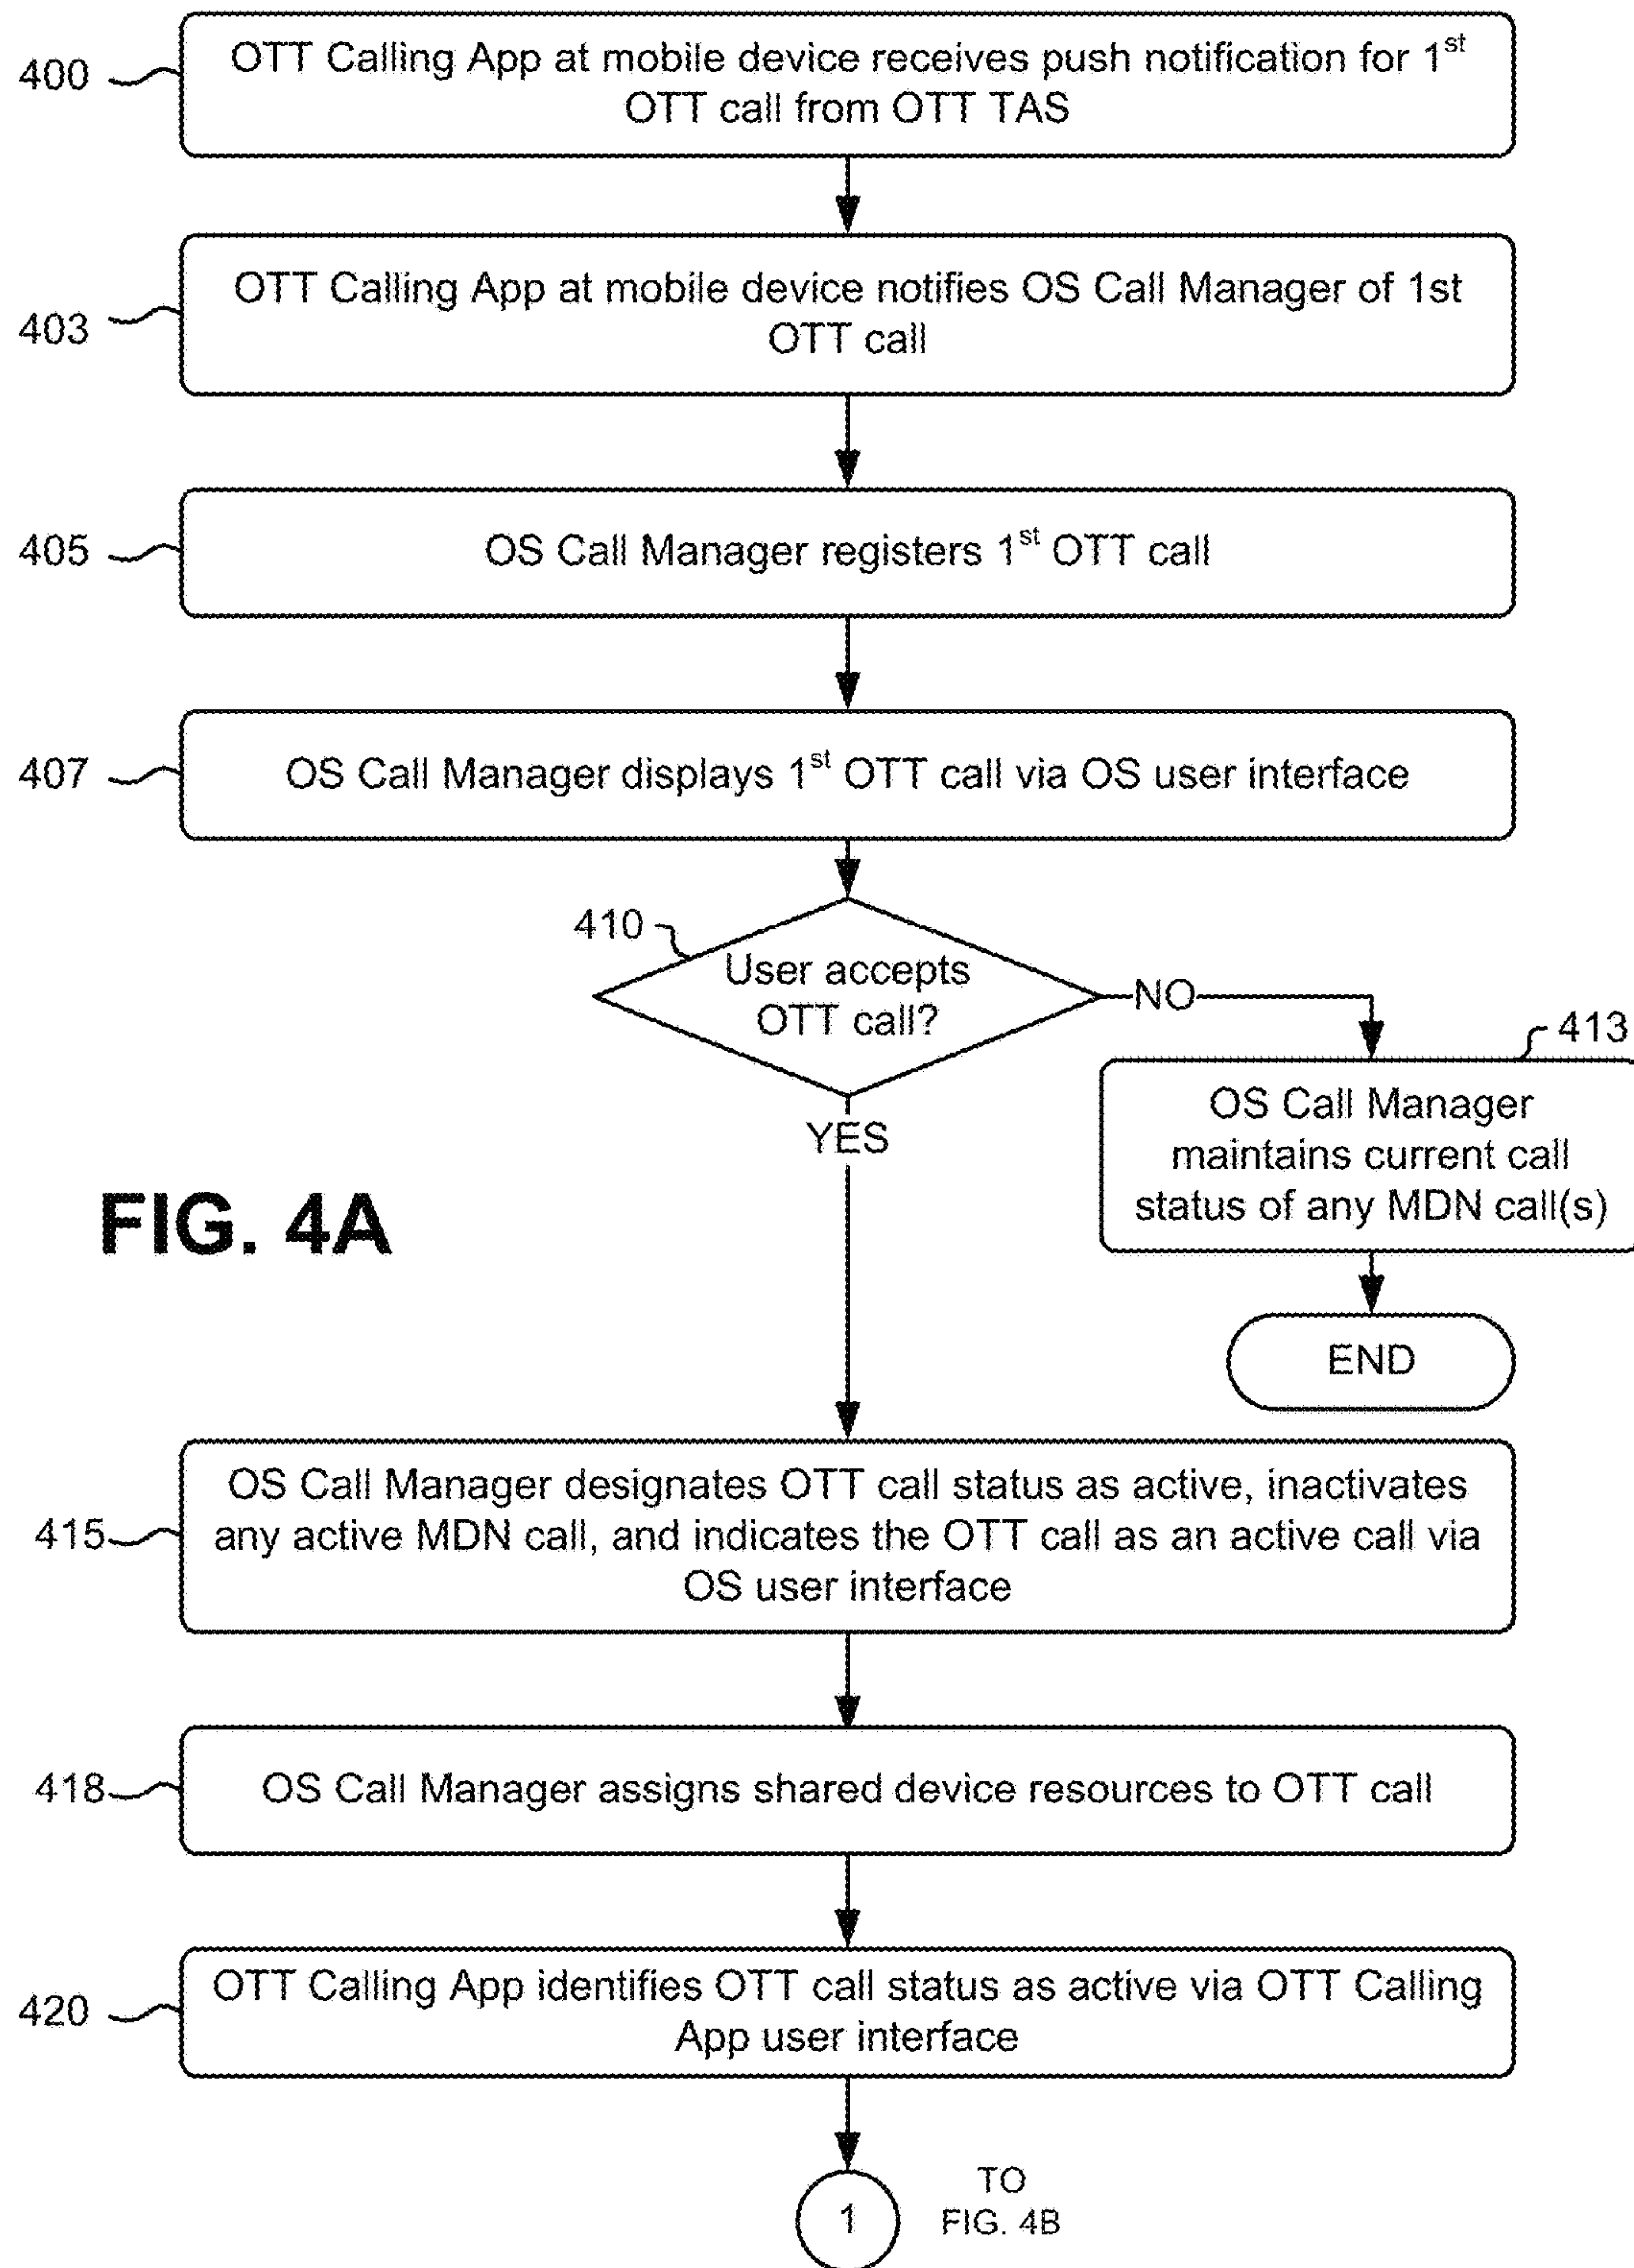 400
OTT Calling App at mobile device receives push notification for 1st
OTT call from OTT TAS
403
OTT Calling App at mobile device notifies OS Call Manager of 1st
OTT call
405
OS Call Manager registers 1st OTT call
407
OS Call Manager displays 1st OTT call via OS user interface
410
User accepts
OTT call?
NO
413
OS Call Manager
maintains current call
status of any MDN call(s)
END
YES
FIG. 4A
415
OS Call Manager designates OTT call status as active, inactivates
any active MDN call, and indicates the OTT call as an active call via
OS user interface
418
OS Call Manager assigns shared device resources to OTT call
420
OTT Calling App identifies OTT call status as active via OTT Calling
App user interface
1
TO
FIG. 4B